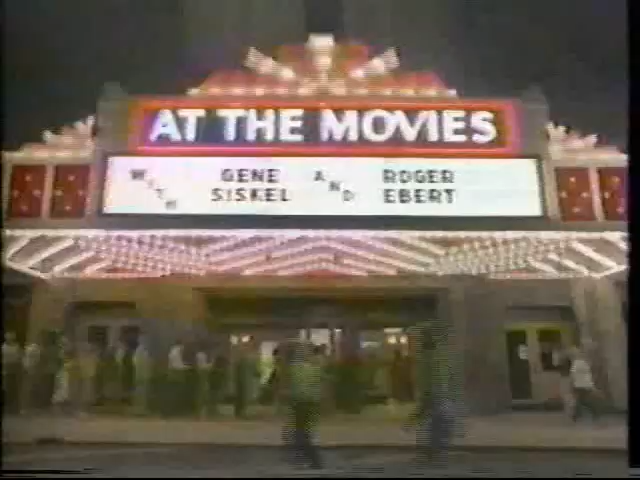 AT THE MOVIES
WITH GENE AND ROGER
SISKEL EBERT